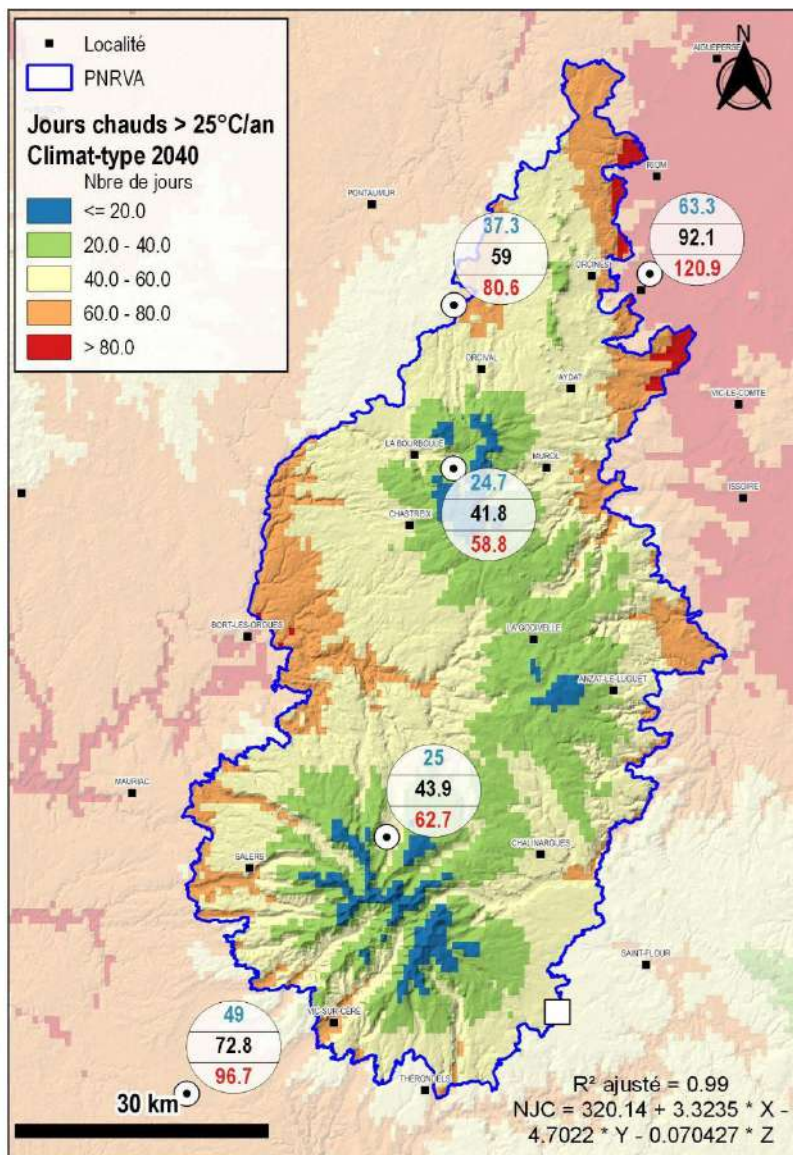 Localité
PNRVA
Jours chauds > 25°C/an
Climat-type 2040
Nbre de jours
<= 20.0
20.0 - 40.0
40.0 - 60.0
60.0 - 80.0
> 80.0
N
AIGUEPERSE
RIOM
PONTAUMUR
63.3
92.1
120.9
37.3
59
80.6
ORCINES
ORCIVAL
AYDAT
VIC-LE-COMTE
LA BOURBOULE
MUROL
24.7
41.8
58.8
ISSOIRE
CHASTREIX
BORT-LES-ORGUES
LA GODIVELLE
ANZAT-LE-LUGUET
25
43.9
62.7
MAURIAC
SALERS
CHALINARGUES
SAINT-FLOUR
VIC-SUR-CERE
49
72.8
96.7
THERONDELS
30 km
R² ajusté = 0.99
NJC = 320.14 + 3.3235 * X -
4.7022 * Y - 0.070427 * Z